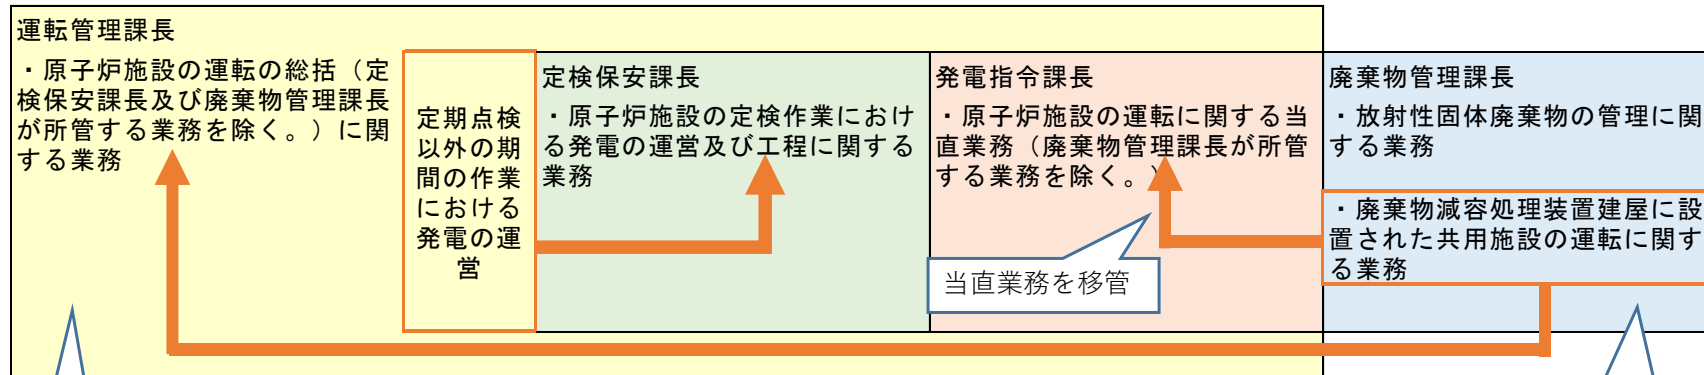 運転管理課長
・原子炉施設の運転の総括（定
検保安課長及び廃棄物管理課長
が所管する業務を除く。）に関
する業務
定期点検
以外の期
間の作業
における
発電の運
営
定検保安課長
・原子炉施設の定検作業におけ
る発電の運営及び工程に関する
業務
発電指令課長
・原子炉施設の運転に関する当
直業務（廃棄物管理課長が所管
する業務を除く。）
当直業務を移管
廃棄物管理課長
・放射性固体廃棄物の管理に関
する業務
・廃棄物減容処理装置建屋に設
置された共用施設の運転に関す
る業務